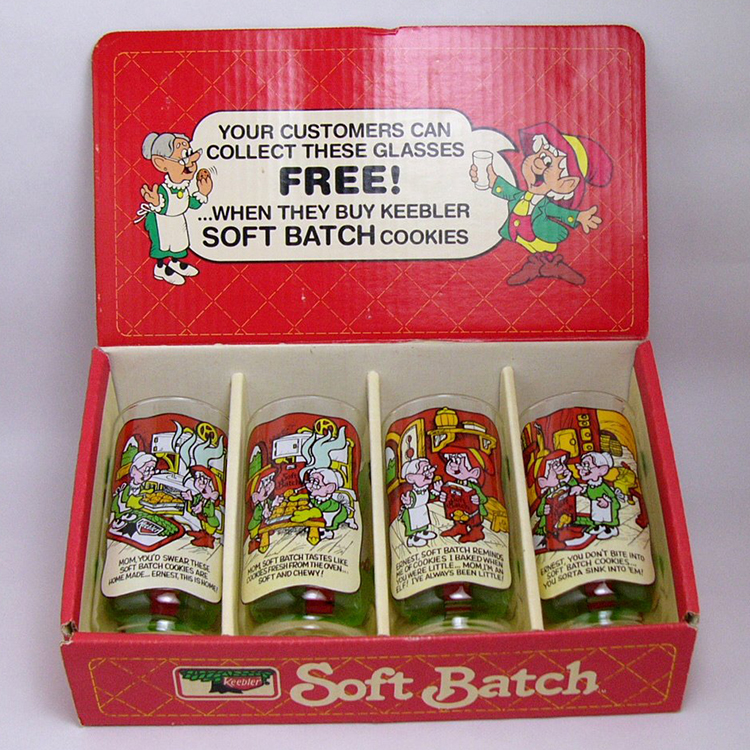 YOUR CUSTOMERS CAN
COLLECT THESE GLASSES
FREE!
...WHEN THEY BUY KEEBLER
SOFT BATCH COOKIES
MOM, YOU'D SWEAR THESE
SOFT BATCH COOKIES ARE
HOME MADE... ERNEST, THIS IS HOME!
Soft
Batch
MOM, SOFT BATCH TASTES LIKE
COOKIES FRESH FROM THE OVEN...
SOFT AND CHEWY!
ERNEST, SOFT BATCH REMINDS
ME OF COOKIES I BAKED WHEN
YOU WERE LITTLE... MOM, I'M AN
ELF! I'VE ALWAYS BEEN LITTLE!
ERNEST YOU DON'T BITE INTO
SOFT BATCH COOKIES...
YOU SORTA SINK INTO 'EM!
Keebler
Soft Batch